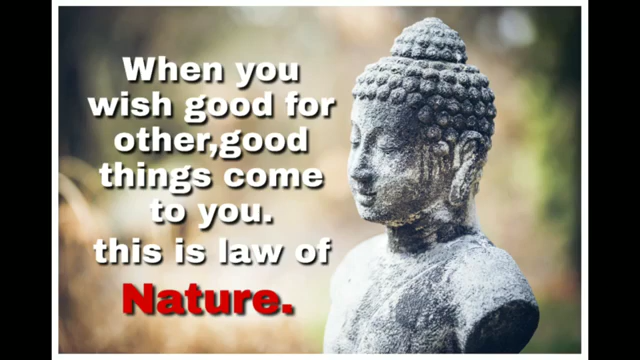 When you
wish good for
other,good
things come
to you.
this is law of
Nature.